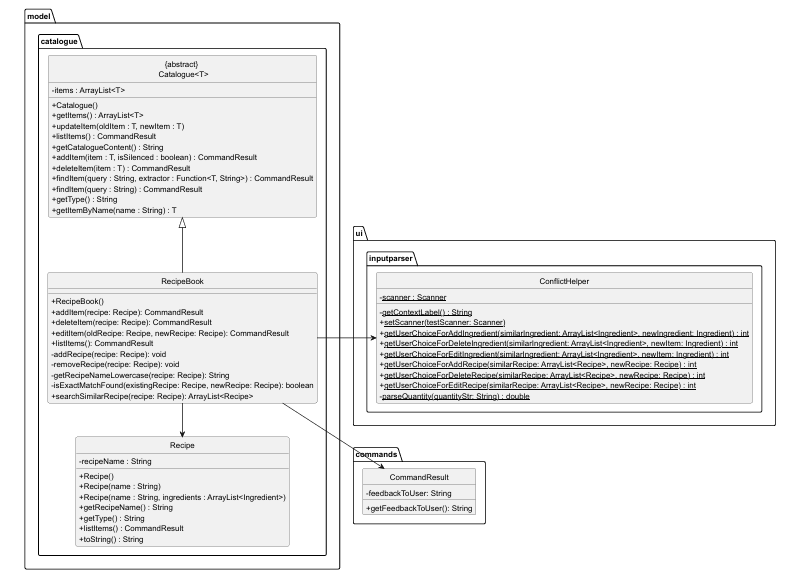 model
catalogue
{abstract}
Catalogue<T>
-items : ArrayList<T>
+Catalogue()
+getItems() : ArrayList<T>
+updateItem(oldItem : T, newItem : T)
+listItems() : CommandResult
+getCatalogueContent() : String
+addItem(item : T, isSilenced : boolean) : CommandResult
+deleteItem(item : T) : CommandResult
+findItem(query : String, extractor : Function<T, String>) : CommandResult
+findItem(query : String) : CommandResult
+getType() : String
+getItemByName(name : String) : T
RecipeBook
+RecipeBook()
+addItem(recipe: Recipe): CommandResult
+deleteItem(recipe: Recipe): CommandResult
+editItem(oldRecipe: Recipe, newRecipe: Recipe): CommandResult
+listItems(): CommandResult
-addRecipe(recipe: Recipe): void
-removeRecipe(recipe: Recipe): void
-getRecipeNameLowercase(recipe: Recipe): String
-isExactMatchFound(existingRecipe: Recipe, newRecipe: Recipe): boolean
+searchSimilarRecipe(recipe: Recipe): ArrayList<Recipe>
Recipe
-recipeName : String
+Recipe()
+Recipe(name : String)
+Recipe(name : String, ingredients : ArrayList<Ingredient>)
+getRecipeName() : String
+getType() : String
+listItems() : CommandResult
+toString() : String
ui
inputparser
ConflictHelper
-scanner : Scanner
-getContextLabel() : String
+setScanner(testScanner: Scanner)
+getUserChoiceForAddIngredient(similarIngredient: ArrayList<Ingredient>, newIngredient: Ingredient) : int
+getUserChoiceForDeleteIngredient(similarIngredient: ArrayList<Ingredient>, newItem: Ingredient) : int
+getUserChoiceForEditIngredient(similarIngredient: ArrayList<Ingredient>, newItem: Ingredient) : int
+getUserChoiceForAddRecipe(similarRecipe: ArrayList<Recipe>, newRecipe: Recipe) : int
+getUserChoiceForDeleteRecipe(similarRecipe: ArrayList<Recipe>, newRecipe: Recipe) : int
+getUserChoiceForEditRecipe(similarRecipe: ArrayList<Recipe>, newRecipe: Recipe) : int
-parseQuantity(quantityStr: String) : double
commands
CommandResult
-feedbackToUser: String
+getFeedbackToUser(): String